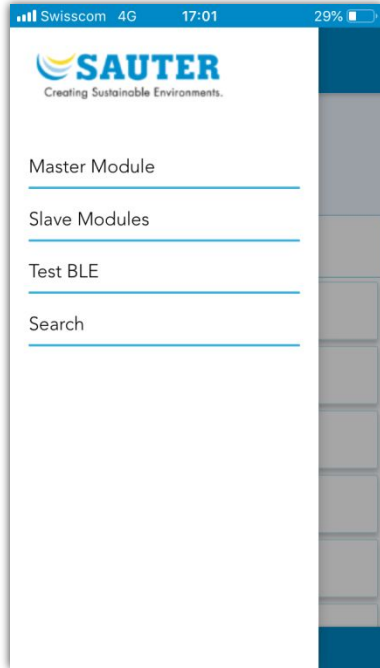 Swisscom 4G 17:01 29%
SAUTER
Creating Sustainable Environments.
Master Module
Slave Modules
Test BLE
Search